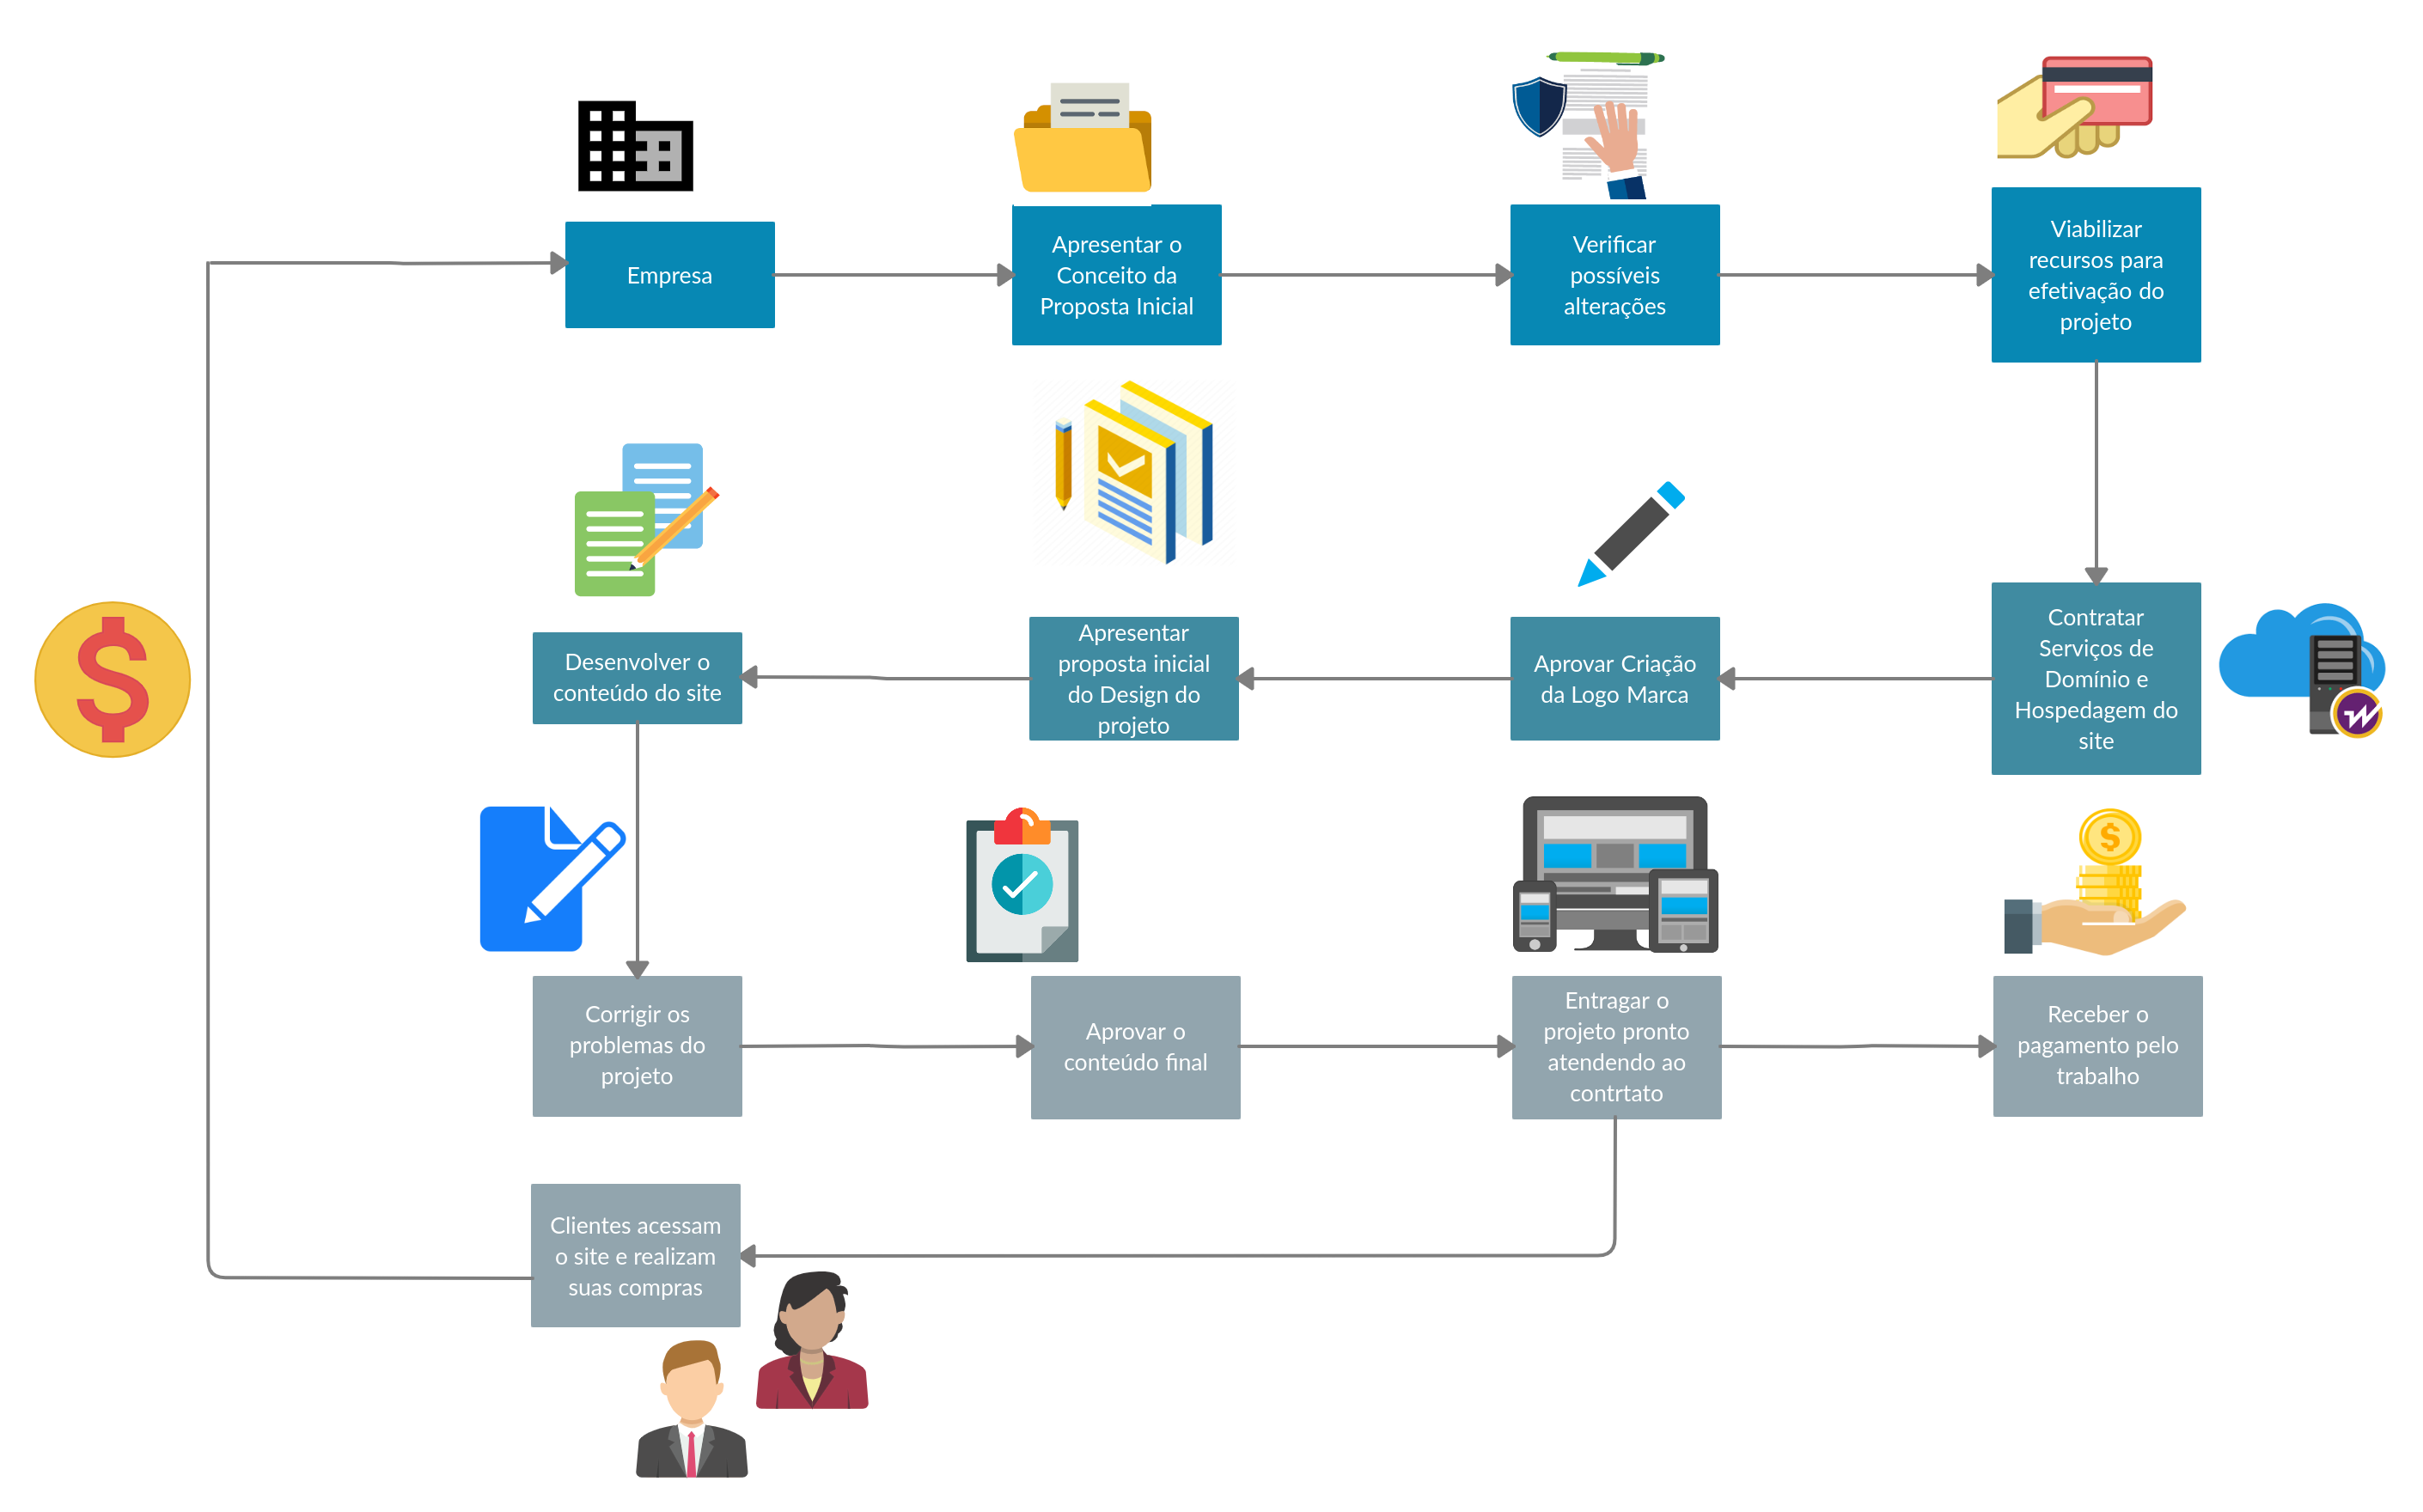 Empresa
Apresentar o
Conceito da
Proposta Inicial
Verificar
possíveis
alterações
Viabilizar
recursos para
efetivação do
projeto
Desenvolver o
conteúdo do site
Apresentar
proposta inicial
do Design do
projeto
Aprovar Criação
da Logo Marca
Contratar
Serviços de
Domínio e
Hospedagem do
site
Corrigir os
problemas do
projeto
Aprovar o
conteúdo final
Entragar o
projeto pronto
atendendo ao
contrtato
Receber o
pagamento pelo
trabalho
Clientes acessam
o site e realizam
suas compras